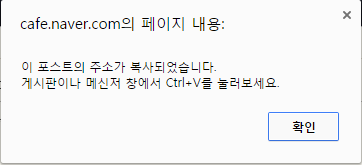 cafe.naver.com의 페이지 내용:
이 포스트의 주소가 복사되었습니다.
게시판이나 메신저 창에서 Ctrl+V를 눌러보세요.
확인